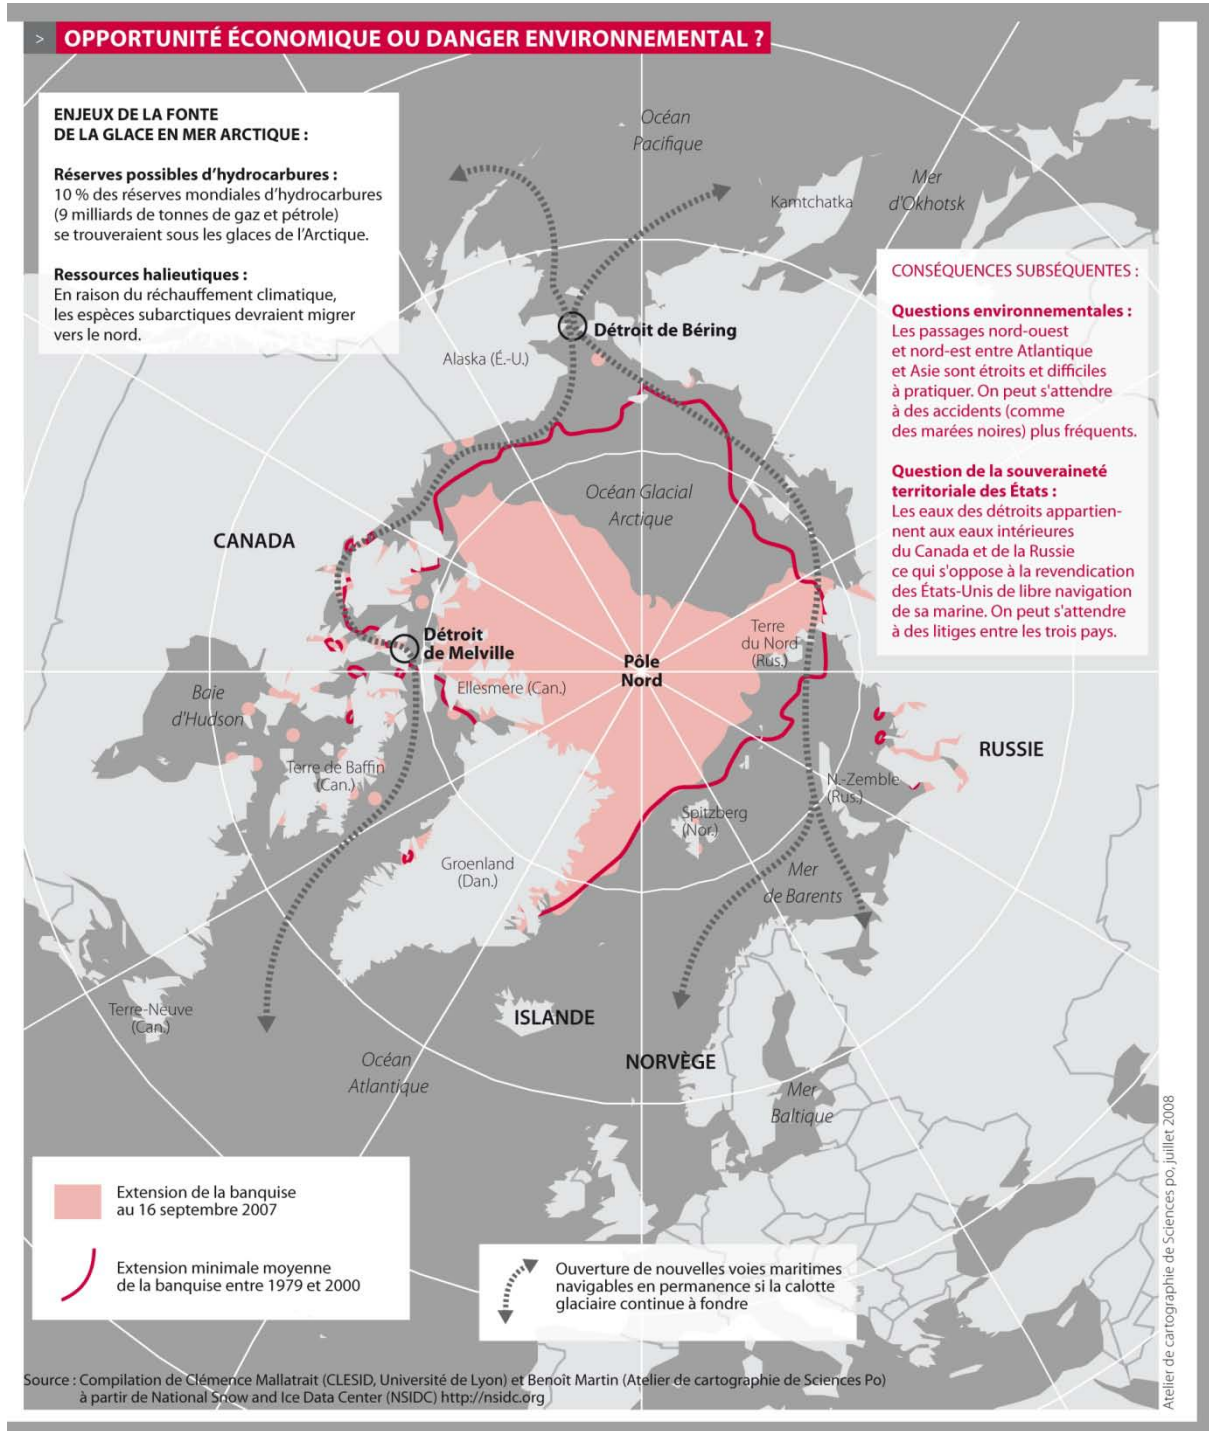 > OPPORTUNITÉ ÉCONOMIQUE OU DANGER ENVIRONNEMENTAL ?
ENJEUX DE LA FONTE
DE LA GLACE EN MER ARCTIQUE :
Réserves possibles d’hydrocarbures :
10 % des réserves mondiales d’hydrocarbures
(9 milliards de tonnes de gaz et pétrole)
se trouveraient sous les glaces de l’Arctique.
Ressources halieutiques :
En raison du réchauffement climatique,
les espèces subarctiques devraient migrer
vers le nord.
Océan
Pacifique
Kamtchatka
Mer
d'Okhotsk
CONSÉQUENCES SUBSÉQUENTES :
Questions environnementales :
Les passages nord-ouest
et nord-est entre Atlantique
et Asie sont étroits et difficiles
à pratiquer. On peut s'attendre
à des accidents (comme
des marées noires) plus fréquents.
Question de la souveraineté
territoriale des États :
Les eaux des détroits appartien-
nent aux eaux intérieures
du Canada et de la Russie
ce qui s'oppose à la revendication
des États-Unis de libre navigation
de sa marine. On peut s'attendre
à des litiges entre les trois pays.
Détroit de Béring
Alaska (É.-U.)
Océan Glacial
Arctique
CANADA
Détroit
de Melville
Terre
du Nord
(Rus.)
Pôle
Nord
Ellesmere (Can.)
Baie
d'Hudson
RUSSIE
Terre de Baffin
(Can.)
N.-Zemble
(Rus.)
Spitzberg
(Nor.)
Groenland
(Dan.)
Mer
de Barents
Terre-Neuve
(Can.)
ISLANDE
Océan
Atlantique
NORVÈGE
Mer
Baltique
Extension de la banquise
au 16 septembre 2007
Extension minimale moyenne
de la banquise entre 1979 et 2000
Ouverture de nouvelles voies maritimes
navigables en permanence si la calotte
glaciaire continue à fondre
Source : Compilation de Clémence Mallatrait (CLESID, Université de Lyon) et Benoît Martin (Atelier de cartographie de Sciences Po)
à partir de National Snow and Ice Data Center (NSIDC) http://nsidc.org
Atelier de cartographie de Sciences po, juillet 2008